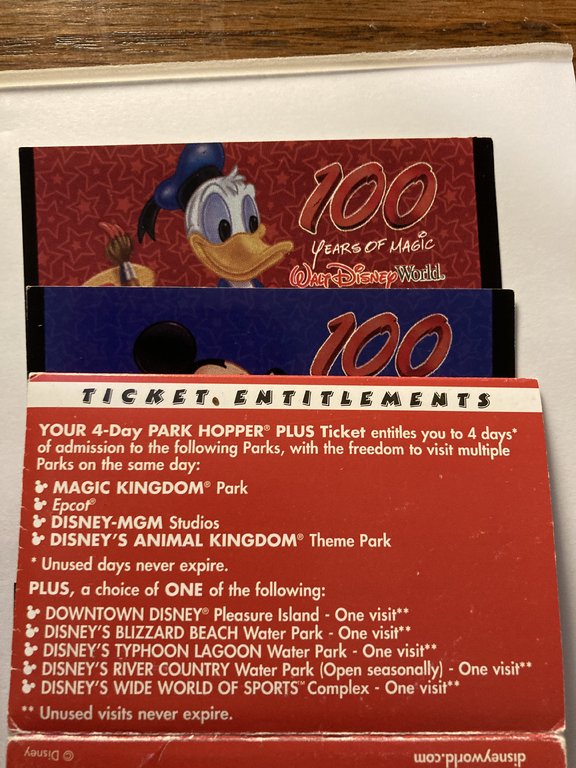 100
YEARS OF MAGIC
WALT DISNEY World.
100
TICKET ENTITLEMENTS
YOUR 4-Day PARK HOPPER® PLUS Ticket entitles you to 4 days*
of admission to the following Parks, with the freedom to visit multiple
Parks on the same day:
MAGIC KINGDOM® Park
Epcot®
DISNEY-MGM Studios
DISNEY'S ANIMAL KINGDOM® Theme Park
* Unused days never expire.
PLUS, a choice of ONE of the following:
DOWNTOWN DISNEY® Pleasure Island - One visit**
DISNEY'S BLIZZARD BEACH Water Park - One visit**
DISNEY'S TYPHOON LAGOON Water Park - One visit**
DISNEY'S RIVER COUNTRY Water Park (Open seasonally) - One visit**
DISNEY'S WIDE WORLD OF SPORTS™ Complex - One visit**
** Unused visits never expire.
© Disney
disneyworld.com